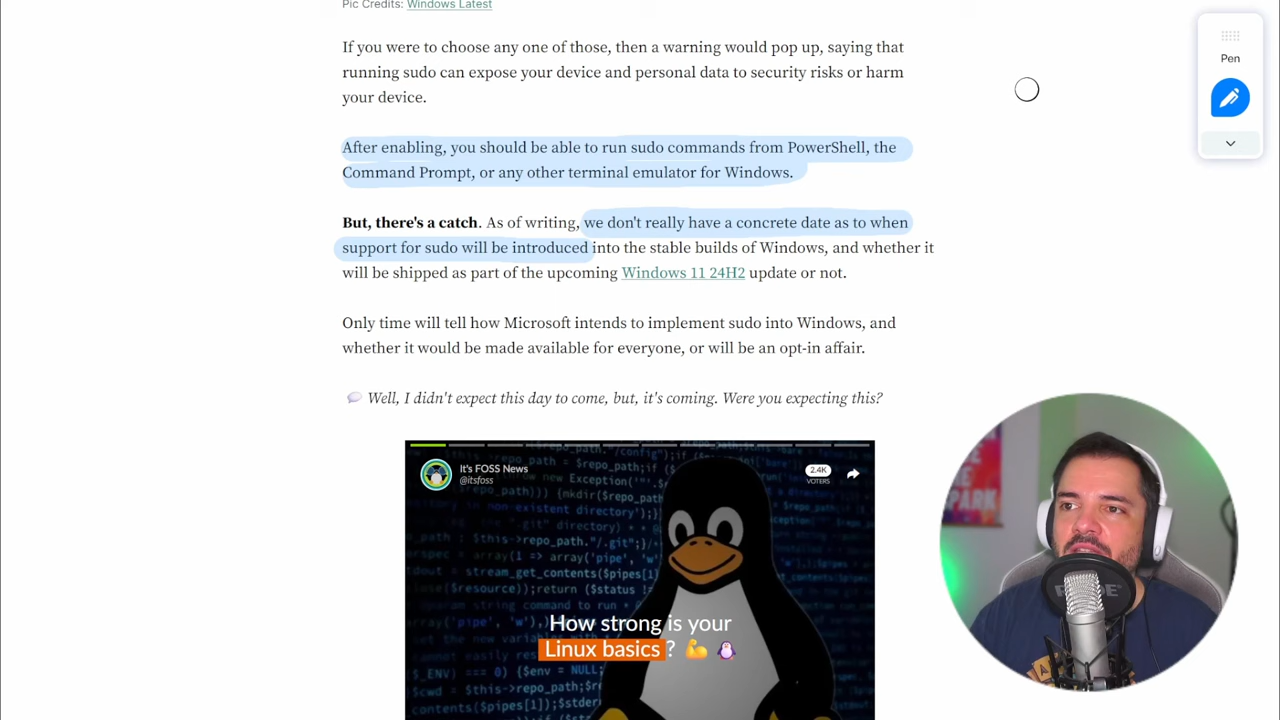 Pic Credits: Windows Latest
Pen
If you were to choose any one of those, then a warning would pop up, saying that
running sudo can expose your device and personal data to security risks or harm
your device.
After enabling, you should be able to run sudo commands from PowerShell, the
Command Prompt, or any other terminal emulator for Windows.
But, there's a catch. As of writing, we don't really have a concrete date as to when
support for sudo will be introduced into the stable builds of Windows, and whether it
will be shipped as part of the upcoming Windows 11 24H2 update or not.
Only time will tell how Microsoft intends to implement sudo into Windows, and
whether it would be made available for everyone, or will be an opt-in affair.
Well, I didn't expect this day to come, but, it's coming. Were you expecting this?
It's FOSS News
@itsfoss
2.4K
VOTERS
How strong is your
Linux basics ?